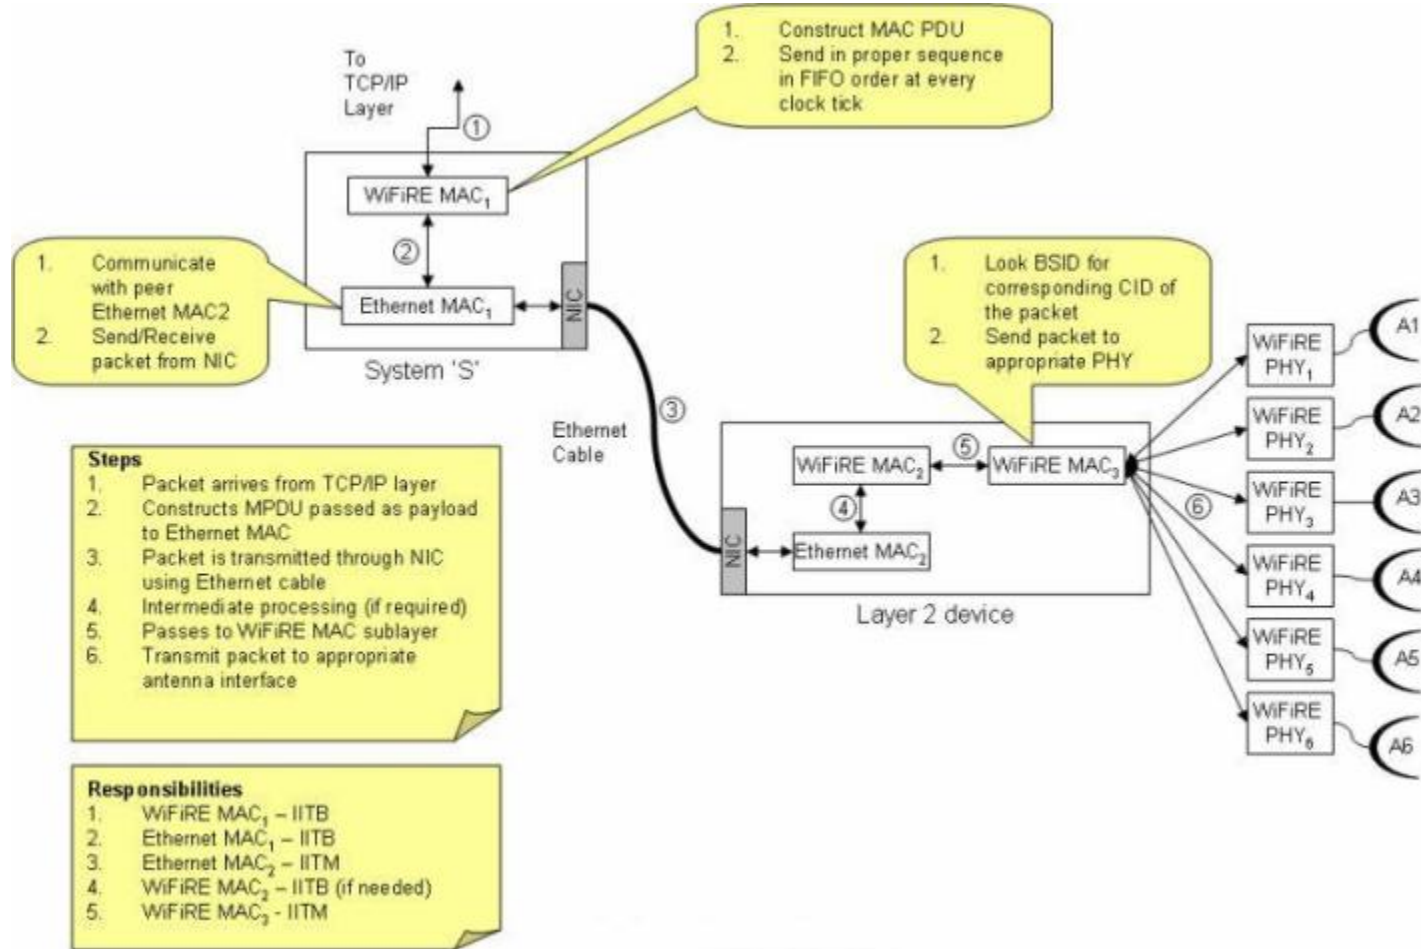 To
TCP/IP
Layer
①
1. Construct MAC PDU
2. Send in proper sequence
in FIFO order at every
clock tick
WiFiRE MAC₁
②
Ethernet MAC₁
NIC
System 'S'
1. Communicate
with peer
Ethernet MAC2
2. Send/Receive
packet from NIC
③
Ethernet
Cable
1. Look BSID for
corresponding CID of
the packet
2. Send packet to
appropriate PHY
WiFiRE MAC₂
⑤
WiFiRE MAC₃
④
Ethernet MAC₂
NIC
Layer 2 device
⑥
WiFiRE
PHY₁
A1
WiFiRE
PHY₂
A2
WiFiRE
PHY₃
A3
WiFiRE
PHY₄
A4
WiFiRE
PHY₅
A5
WiFiRE
PHY₆
A6
Steps
1. Packet arrives from TCP/IP layer
2. Constructs MPDU passed as payload
to Ethernet MAC
3. Packet is transmitted through NIC
using Ethernet cable
4. Intermediate processing (if required)
5. Passes to WiFiRE MAC sublayer
6. Transmit packet to appropriate
antenna interface
Responsibilities
1. WiFiRE MAC₁ – IITB
2. Ethernet MAC₁ – IITB
3. Ethernet MAC₂ – IITM
4. WiFiRE MAC₂ – IITB (if needed)
5. WiFiRE MAC₃ - IITM